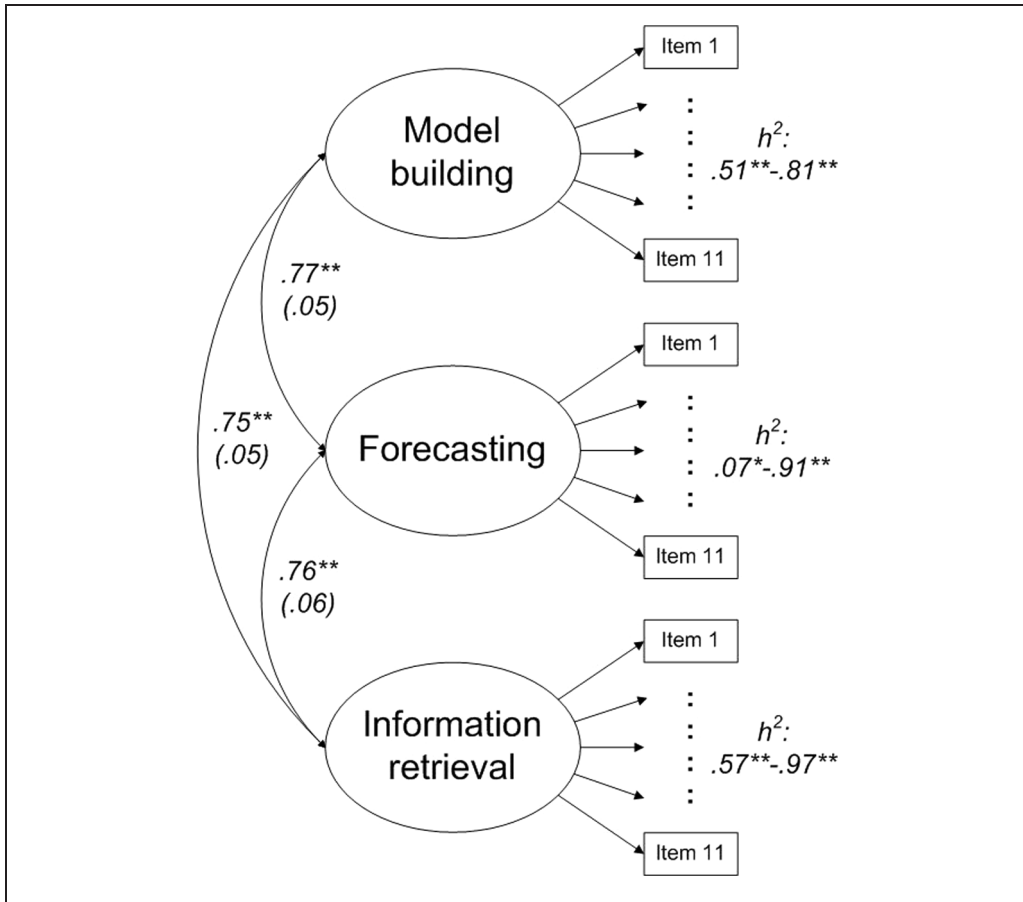 Item 1
Model
building
h²:
.51**-.81**
Item 11
.77**
(.05)
Item 1
.75**
(.05)
Forecasting
h²:
.07*-.91**
Item 11
.76**
(.06)
Item 1
Information
retrieval
h²:
.57**-.97**
Item 11